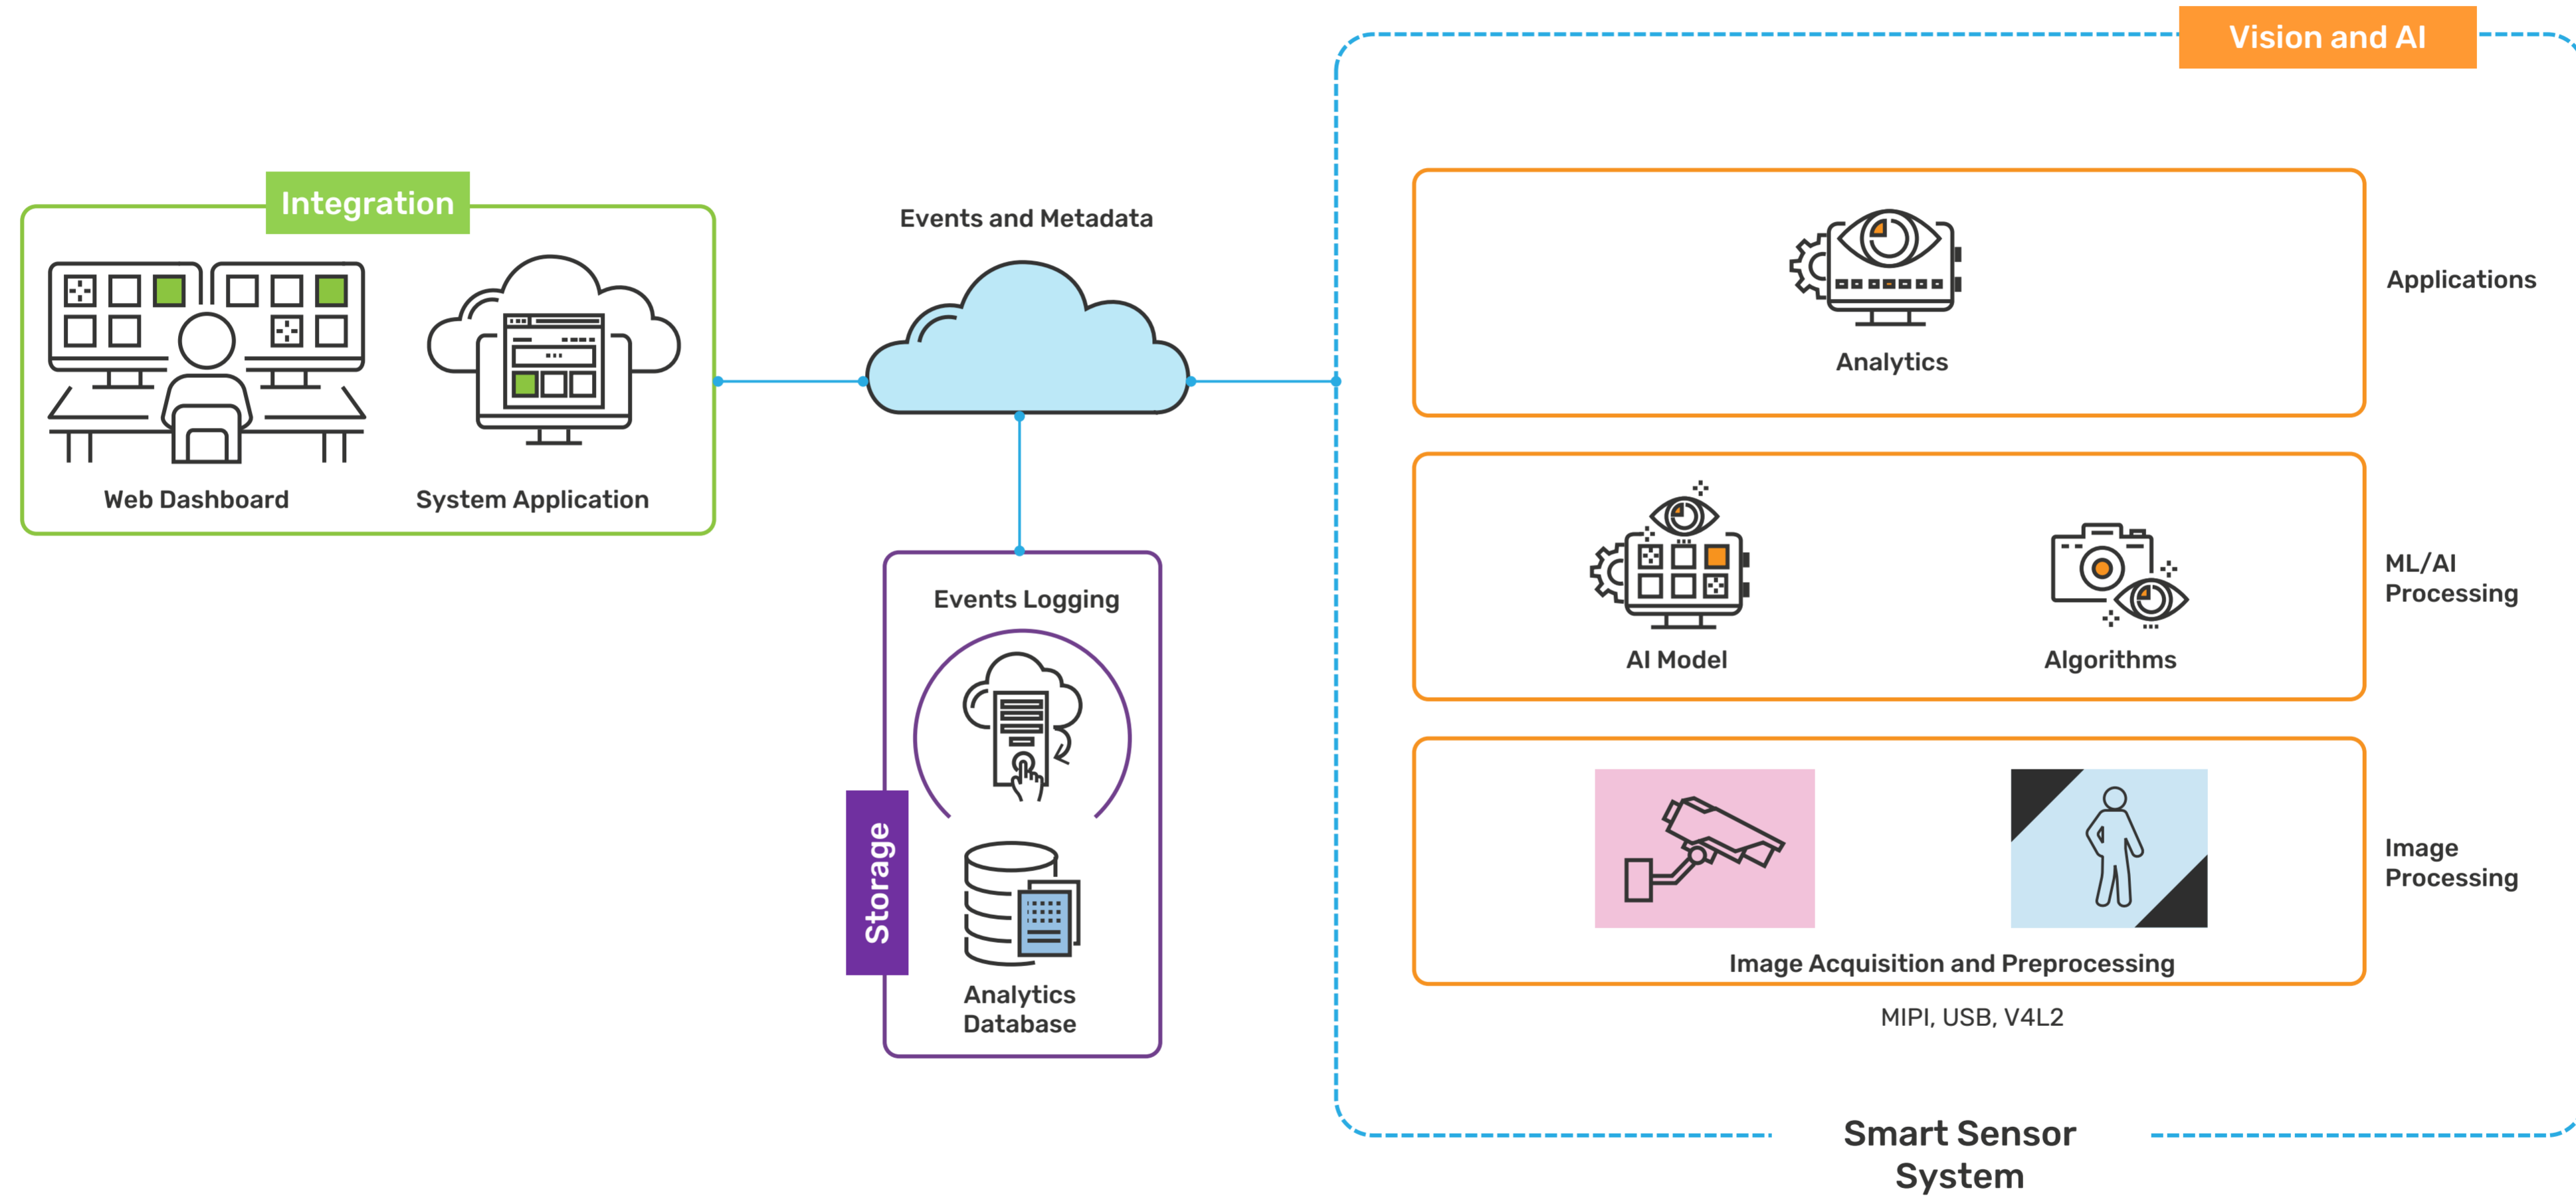 Vision and AI
Integration
Web Dashboard
System Application
Events and Metadata
Events Logging
Storage
Analytics
Database
Analytics
Applications
AI Model
Algorithms
ML/AI
Processing
Image Acquisition and Preprocessing
Image
Processing
MIPI, USB, V4L2
Smart Sensor
System